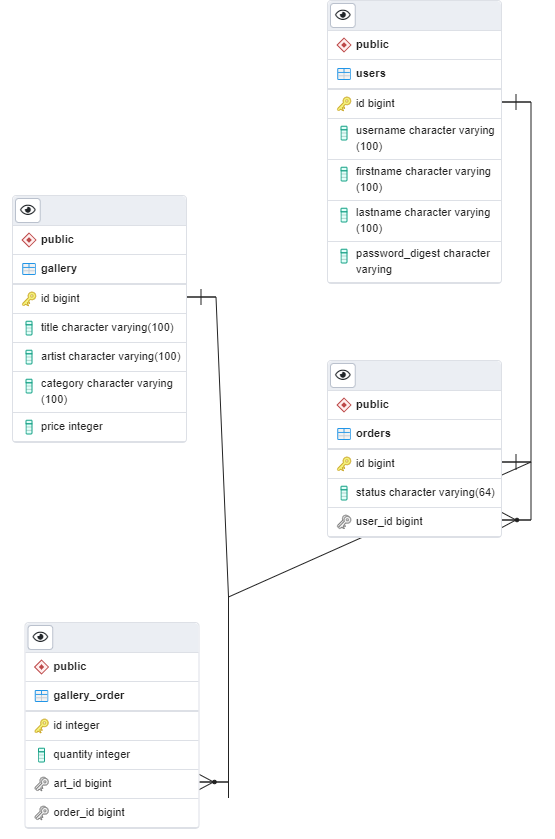 public
users
id bigint
username character varying
(100)
firstname character varying
(100)
lastname character varying
(100)
password_digest character
varying
public
gallery
id bigint
title character varying(100)
artist character varying(100)
category character varying
(100)
price integer
public
orders
id bigint
status character varying(64)
user_id bigint
public
gallery_order
id integer
quantity integer
art_id bigint
order_id bigint